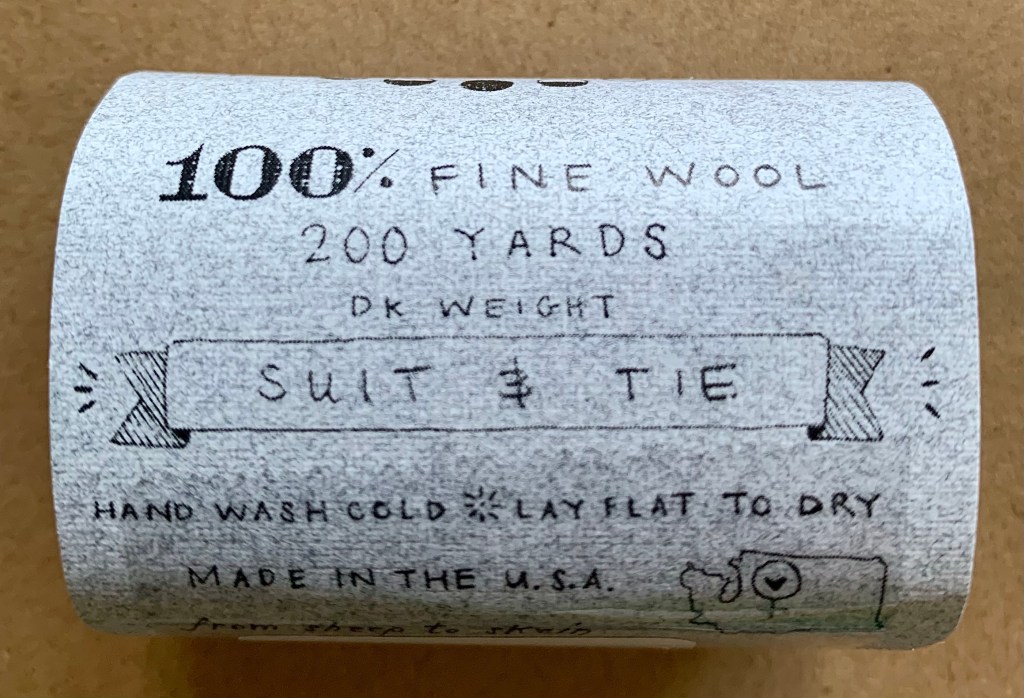 100% FINE WOOL
200 YARDS
DK WEIGHT
SUIT & TIE
HAND WASH COLD LAY FLAT TO DRY
MADE IN THE U.S.A.
from sheep to skein